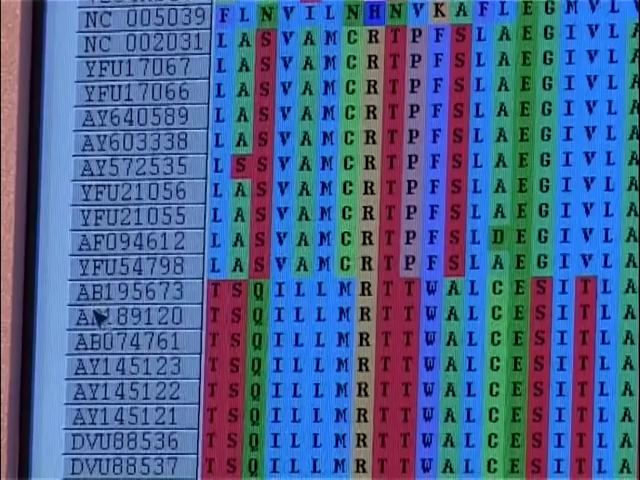 NC 005039 F L N V I L N H N V K A F L E G M V L
NC 002031 L A S V A M C R T P F S L A E G I V L A
YFU17067 L A S V A M C R T P F S L A E G I V L A
YFU17066 L A S V A M C R T P F S L A E G I V L A
AY640589 L A S V A M C R T P F S L A E G I V L A
AY603338 L A S V A M C R T P F S L A E G I V L A
AY572535 L S S V A M C R T P F S L A E G I V L A
YFU21056 L A S V A M C R T P F S L A E G I V L A
YFU21055 L A S V A M C R T P F S L A E G I V L A
AF094612 L A S V A M C R T P F S L D E G I V L A
YFU54798 L A S V A M C R T P F S L A E G I V L A
AB195673 T S Q I L L M R T T W A L C E S I T L A
189120 T S Q I L L M R T T W A L C E S I T L A
AB074761 T S Q I L L M R T T W A L C E S I T L A
AY145123 T S Q I L L M R T T W A L C E S I T L A
AY145122 T S Q I L L M R T T W A L C E S I T L A
AY145121 T S Q I L L M R T T W A L C E S I T L A
DVU88536 T S Q I L L M R T T W A L C E S I T L A
DVU88537 T S Q I L L M R T T W A L C E S I T L A